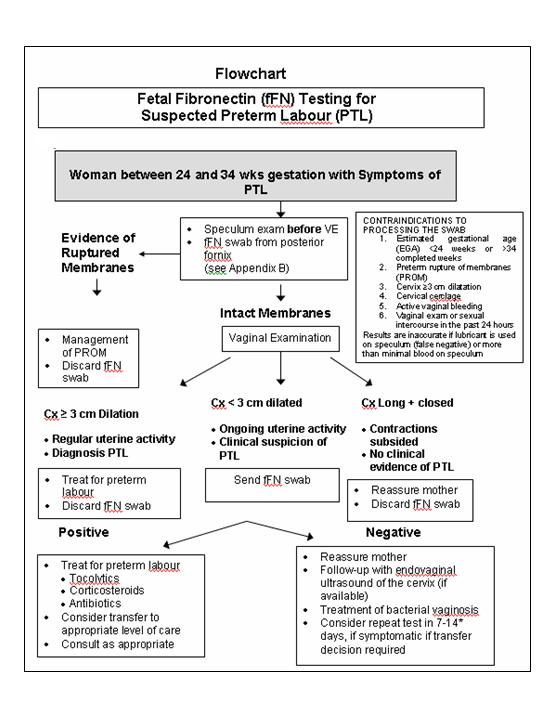 Flowchart
Fetal Fibronectin (fFN) Testing for
Suspected Preterm Labour (PTL)
Woman between 24 and 34 wks gestation with Symptoms of
PTL
• Speculum exam before VE
• fFN swab from posterior
fornix
(see Appendix B)
CONTRAINDICATIONS TO
PROCESSING THE SWAB
1. Estimated gestational age
(EGA) <24 weeks or >34
completed weeks
2. Preterm rupture of membranes
(PROM)
3. Cervix ≥3 cm dilatation
4. Cervical cerclage
5. Active vaginal bleeding
6. Vaginal exam or sexual
intercourse in the past 24 hours
Results are inaccurate if lubricant is used
on speculum (false negative) or more
than minimal blood on speculum
Evidence of
Ruptured
Membranes
• Management
of PROM
• Discard fFN
swab
Intact Membranes
Vaginal Examination
Cx ≥ 3 cm Dilation
• Regular uterine activity
• Diagnosis PTL
• Treat for preterm
labour
• Discard fFN swab
Cx < 3 cm dilated
• Ongoing uterine activity
• Clinical suspicion of
PTL
Send fFN swab
Cx Long + closed
• Contractions
subsided
• No clinical
evidence of PTL
• Reassure mother
• Discard fFN swab
Positive
• Treat for preterm labour
• Tocolytics
• Corticosteroids
• Antibiotics
• Consider transfer to
appropriate level of care
• Consult as appropriate
Negative
• Reassure mother
• Follow-up with endovaginal
ultrasound of the cervix (if
available)
• Treatment of bacterial vaginosis
• Consider repeat test in 7-14*
days, if symptomatic if transfer
decision required